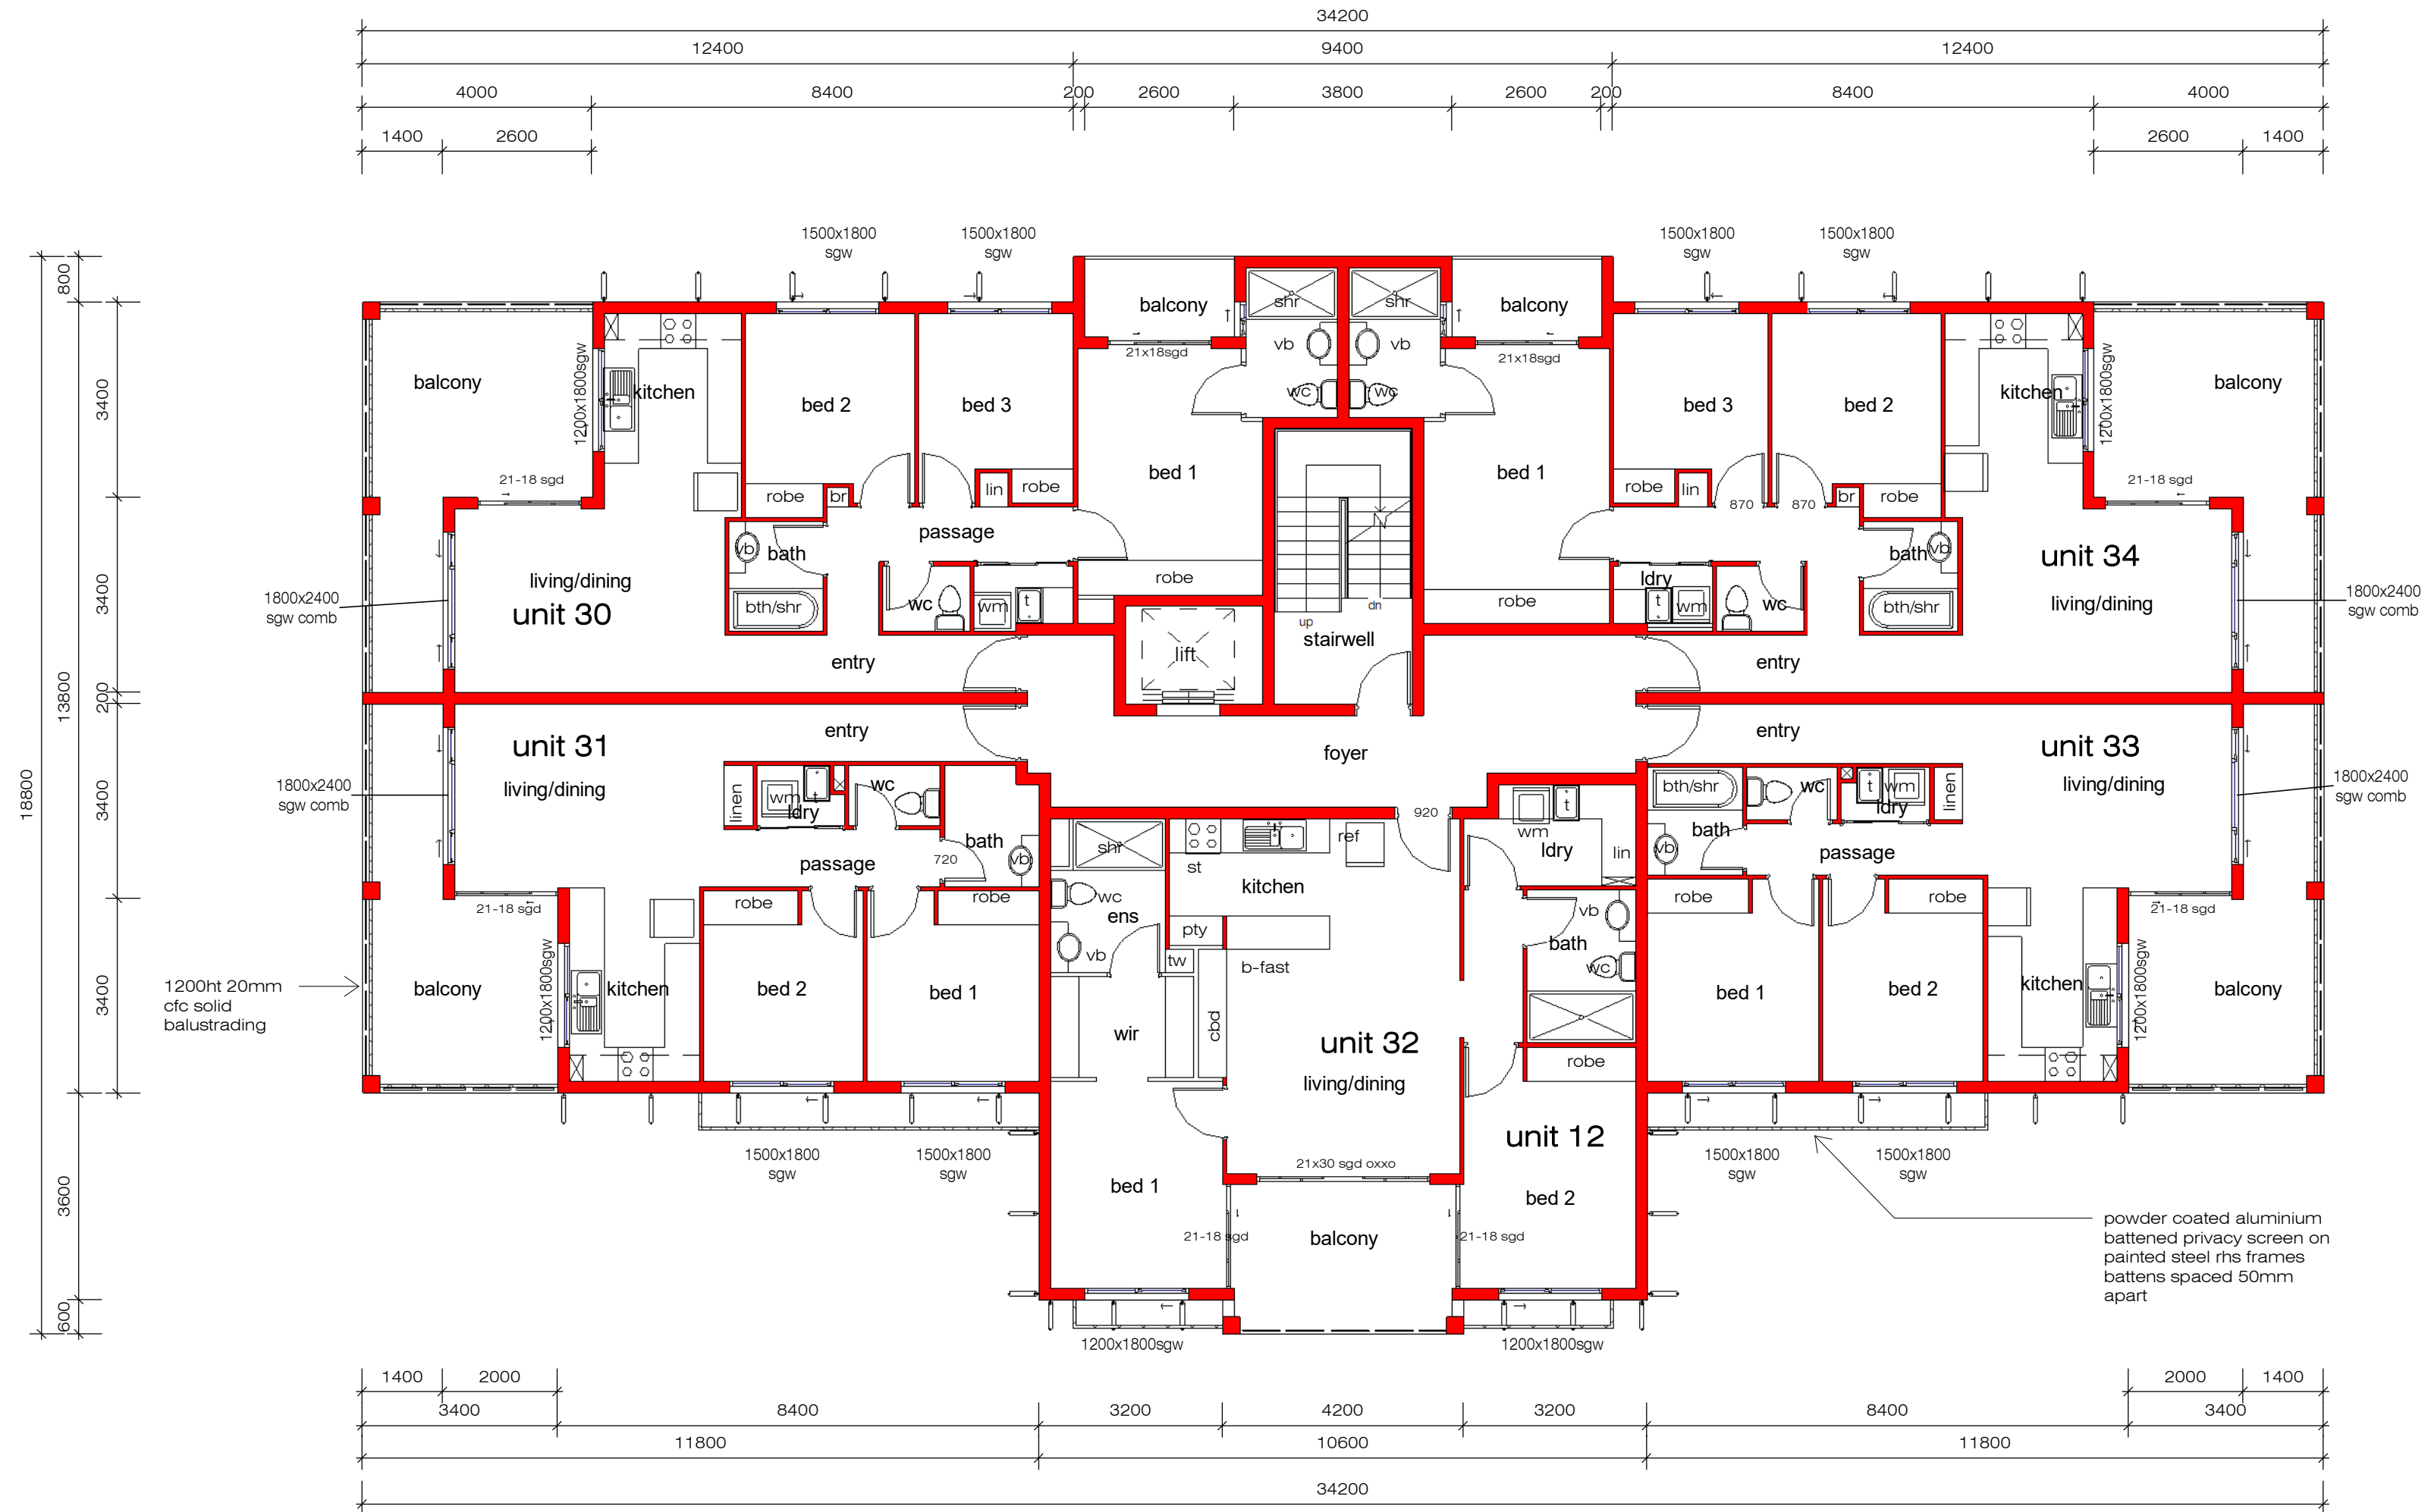 34200
12400 9400 12400
4000 8400 200 2600 3800 2600 200 8400 4000
1400 2600 2600 1400
1500x1800 sgw
1500x1800 sgw
1500x1800 sgw
1500x1800 sgw
800
3400
3400
200
3400
3400
13800
18800
3600
600
balcony
1200x1800sgw
kitchen
bed 2
bed 3
balcony
21x18sgd
shr
vb
wc
shr
vb
wc
balcony
21x18sgd
bed 3
bed 2
kitchen
1200x1800sgw
balcony
21-18 sgd
robe
br
lin
robe
bed 1
bed 1
robe
lin
870
870
br
robe
21-18 sgd
passage
vb
bath
living/dining
unit 30
bth/shr
wc
wm
t
robe
lift
up
dn
stairwell
robe
ldry
t
wm
wc
bath
vb
bth/shr
unit 34
living/dining
1800x2400
sgw comb
1800x2400
sgw comb
entry
entry
unit 31
living/dining
entry
foyer
entry
unit 33
living/dining
1800x2400
sgw comb
1800x2400
sgw comb
linen
wm
t
ldry
wc
bath
vb
720
passage
21-18 sgd
robe
robe
balcony
1200x1800sgw
kitchen
bed 2
bed 1
1200ht 20mm
cfc solid
balustrading
shr
wc
ens
vb
st
kitchen
ref
920
pty
tw
b-fast
cbd
wir
unit 32
living/dining
wm
t
ldry
lin
vb
bath
wc
robe
bth/shr
wc
t
wm
ldry
linen
bath
vb
passage
robe
robe
21-18 sgd
bed 1
bed 2
kitchen
1200x1800sgw
balcony
1500x1800
sgw
1500x1800
sgw
bed 1
21x30 sgd oxxo
unit 12
bed 2
21-18 sgd
balcony
21-18 sgd
1500x1800
sgw
1500x1800
sgw
powder coated aluminium
battened privacy screen on
painted steel rhs frames
battens spaced 50mm
apart
1200x1800sgw
1200x1800sgw
1400 2000 2000 1400
3400 8400 3200 4200 3200 8400 3400
11800 10600 11800
34200